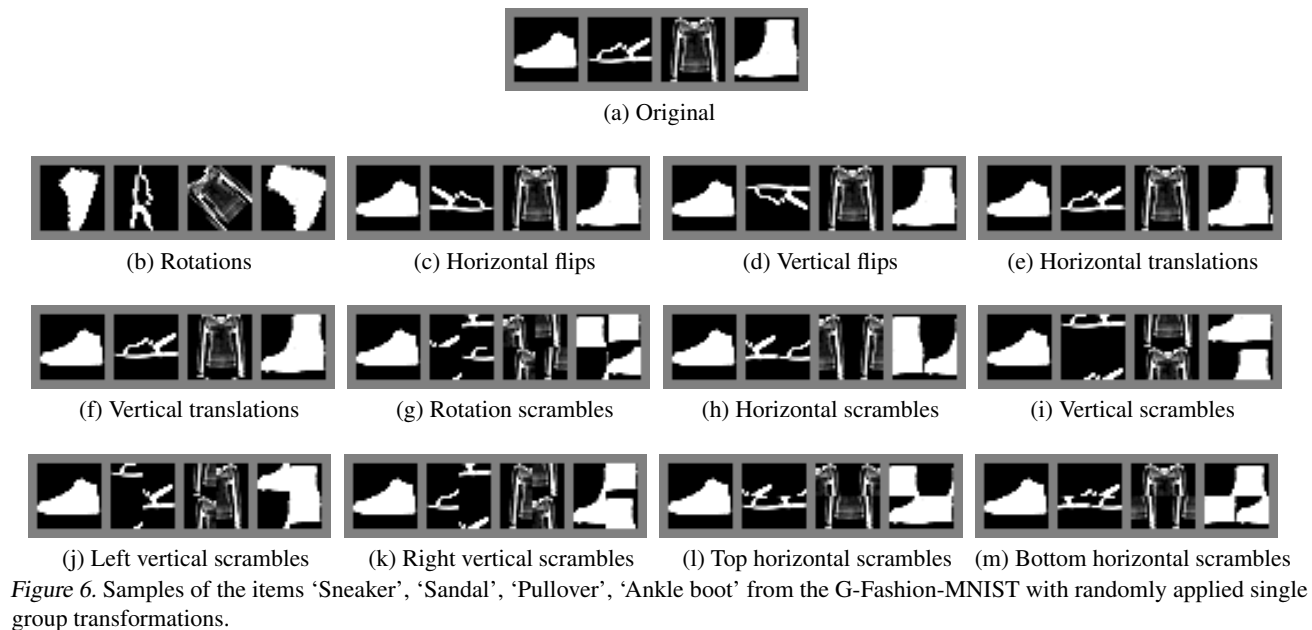 (a) Original
(b) Rotations
(c) Horizontal flips
(d) Vertical flips
(e) Horizontal translations
(f) Vertical translations
(g) Rotation scrambles
(h) Horizontal scrambles
(i) Vertical scrambles
(j) Left vertical scrambles
(k) Right vertical scrambles
(l) Top horizontal scrambles
(m) Bottom horizontal scrambles
Figure 6. Samples of the items ‘Sneaker’, ‘Sandal’, ‘Pullover’, ‘Ankle boot’ from the G-Fashion-MNIST with randomly applied single
group transformations.